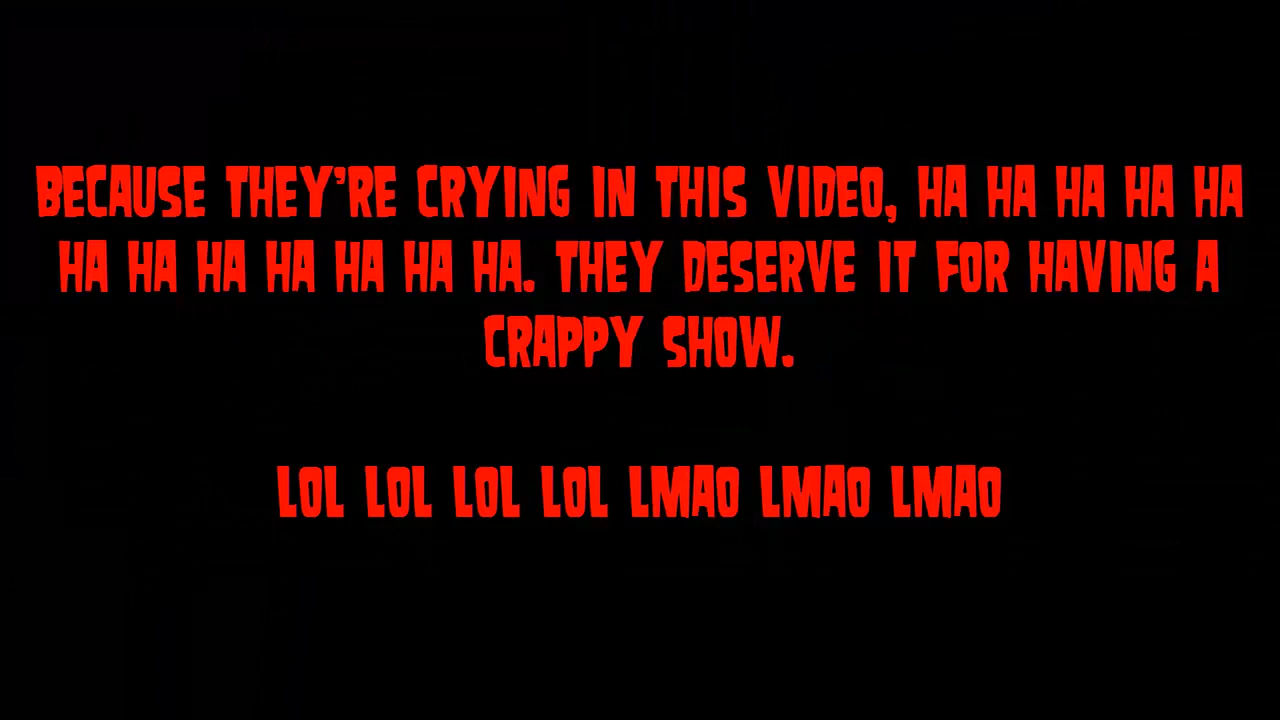 BECAUSE THEY'RE CRYING IN THIS VIDEO, HA HA HA HA HA
HA HA HA HA HA HA HA. THEY DESERVE IT FOR HAVING A
CRAPPY SHOW.
LOL LOL LOL LOL LMAO LMAO LMAO